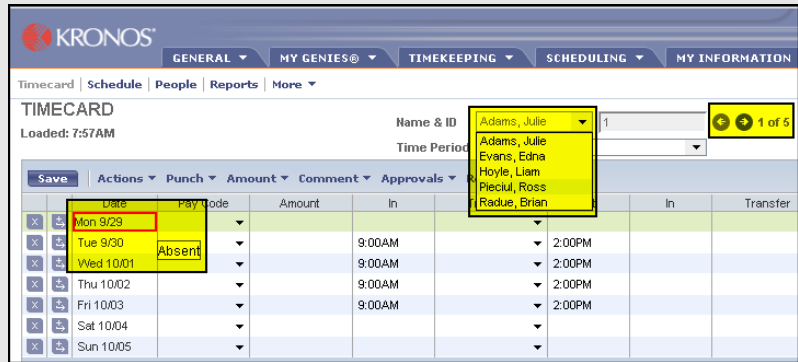 KRONOS®
GENERAL MY GENIES® TIMEKEEPING SCHEDULING MY INFORMATION
Timecard | Schedule | People | Reports | More
TIMECARD
Loaded: 7:57AM
Name & ID Adams, Julie 1 1 of 5
Time Period
Adams, Julie
Evans, Edna
Hoyle, Liam
Pieciul, Ross
Radue, Brian
Save Actions Punch Amount Comment Approvals
Date Pay Code Amount In In Transfer
Mon 9/29
Tue 9/30 9:00AM 2:00PM
Absent
Wed 10/01 9:00AM 2:00PM
Thu 10/02 9:00AM 2:00PM
Fri 10/03 9:00AM 2:00PM
Sat 10/04
Sun 10/05